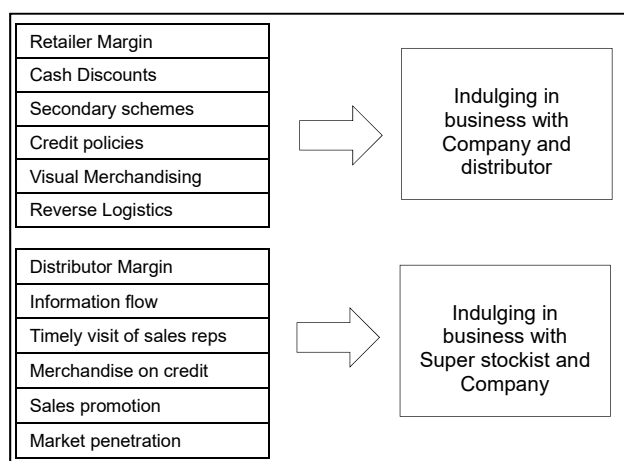 Retailer Margin
Cash Discounts
Secondary schemes
Credit policies
Visual Merchandising
Reverse Logistics
Indulging in
business with
Company and
distributor
Distributor Margin
Information flow
Timely visit of sales reps
Merchandise on credit
Sales promotion
Market penetration
Indulging in
business with
Super stockist and
Company